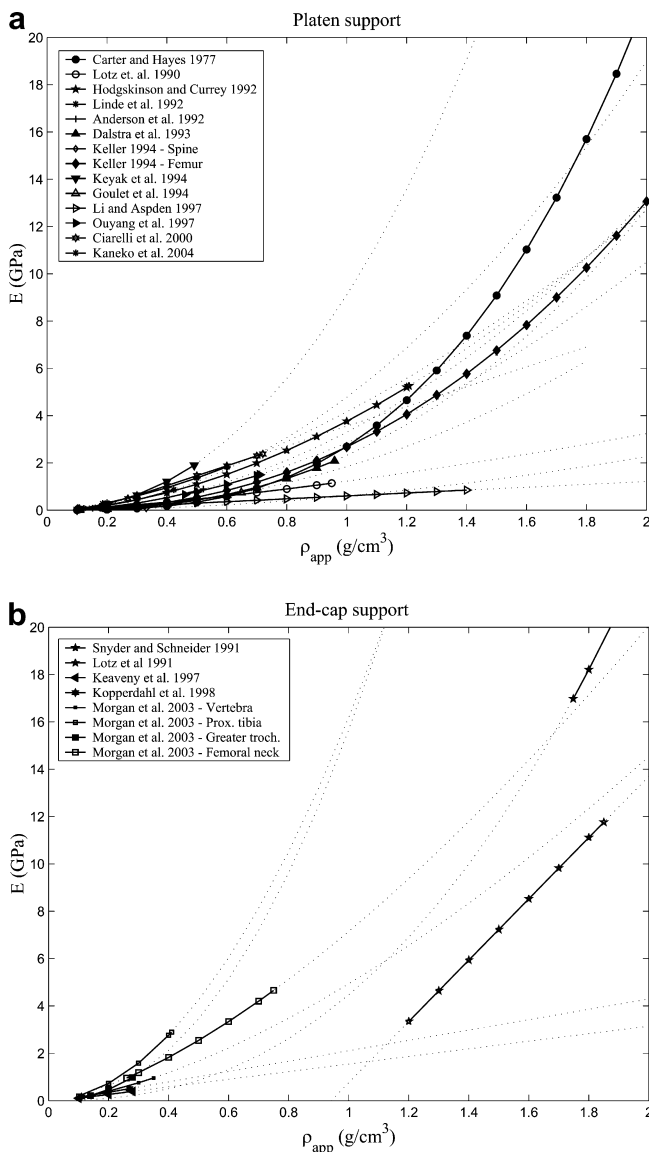 a
Platen support
20
18
16
14
12
10
8
6
4
2
0
E (GPa)
Carter and Hayes 1977
Lotz et. al. 1990
Hodgskinson and Currey 1992
Linde et al. 1992
Anderson et al. 1992
Dalstra et al. 1993
Keller 1994 - Spine
Keller 1994 - Femur
Keyak et al. 1994
Goulet et al. 1994
Li and Aspden 1997
Ouyang et al. 1997
Ciarelli et al. 2000
Kaneko et al. 2004
0 0.2 0.4 0.6 0.8 1 1.2 1.4 1.6 1.8 2
ρapp (g/cm³)
b
End-cap support
20
18
16
14
12
10
8
6
4
2
0
E (GPa)
Snyder and Schneider 1991
Lotz et al 1991
Keaveny et al. 1997
Kopperdahl et al. 1998
Morgan et al. 2003 - Vertebra
Morgan et al. 2003 - Prox. tibia
Morgan et al. 2003 - Greater troch.
Morgan et al. 2003 - Femoral neck
0 0.2 0.4 0.6 0.8 1 1.2 1.4 1.6 1.8 2
ρapp (g/cm³)